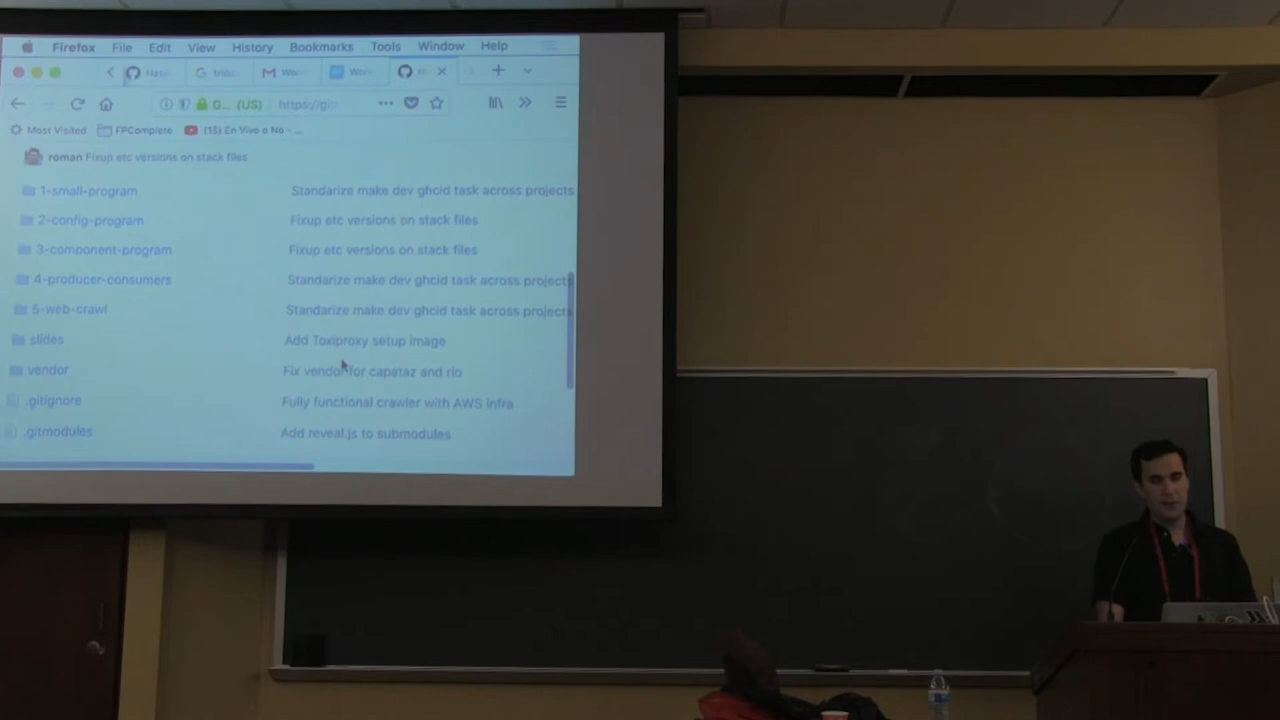 Firefox File Edit View History Bookmarks Tools Window Help
G... (US) https://gi
Most Visited FPComplete (15) En Vivo a No - ...
roman Fixup etc versions on stack files
1-small-program Standarize make dev ghcid task across projects
2-config-program Fixup etc versions on stack files
3-component-program Fixup etc versions on stack files
4-producer-consumers Standarize make dev ghcid task across projects
5-web-crawl Standarize make dev ghcid task across projects
slides Add Toxiproxy setup image
vendor Fix vendor for capataz and rio
.gitignore Fully functional crawler with AWS infra
.gitmodules Add reveal.js to submodules